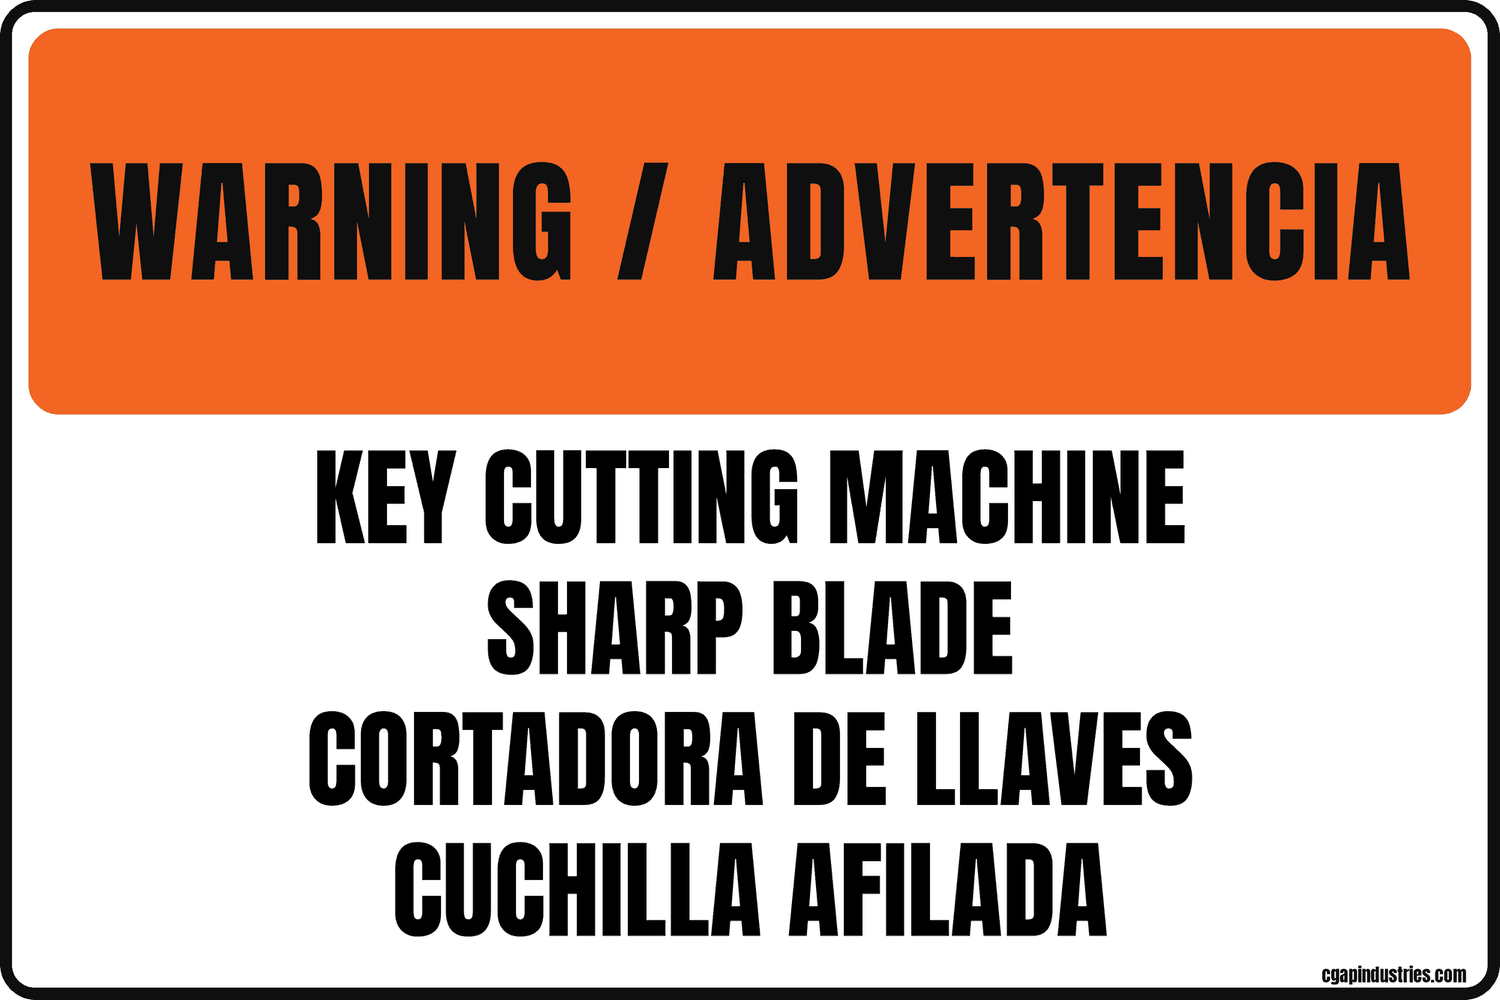 WARNING / ADVERTENCIA
KEY CUTTING MACHINE
SHARP BLADE
CORTADORA DE LLAVES
CUCHILLA AFILADA
cgapindustries.com